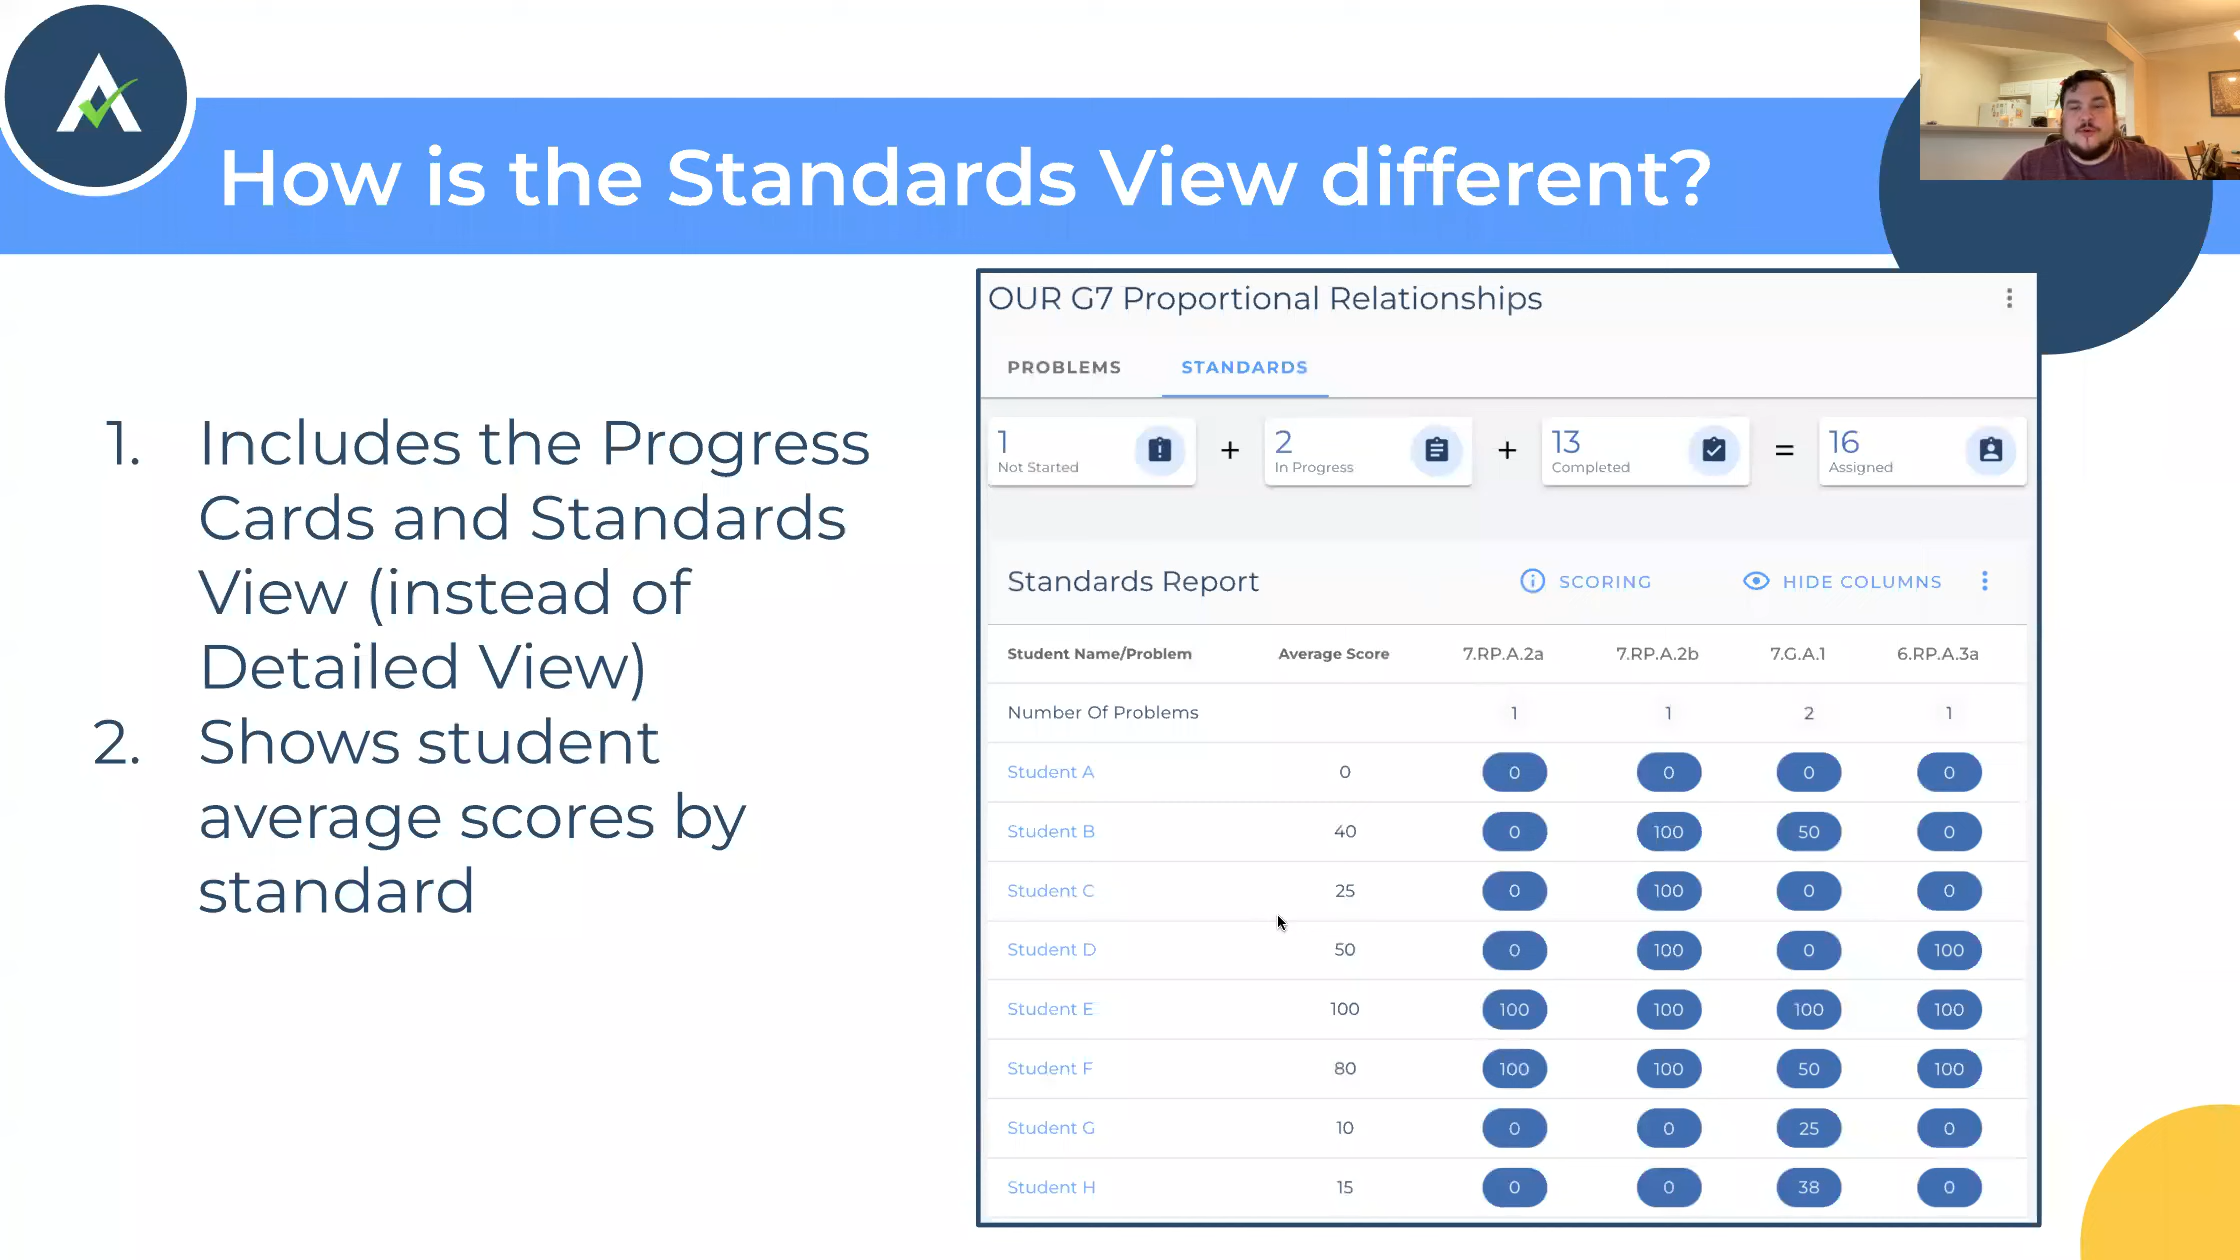 How is the Standards View different?
1. Includes the Progress
Cards and Standards
View (instead of
Detailed View)
2. Shows student
average scores by
standard
OUR G7 Proportional Relationships
PROBLEMS STANDARDS
1 Not Started + 2 In Progress + 13 Completed = 16 Assigned
Standards Report SCORING HIDE COLUMNS
Student Name/Problem Average Score 7.RP.A.2a 7.RP.A.2b 7.G.A.1 6.RP.A.3a
Number Of Problems 1 1 2 1
Student A 0 0 0 0 0
Student B 40 0 100 50 0
Student C 25 0 100 0 0
Student D 50 0 100 0 100
Student E 100 100 100 100 100
Student F 80 100 100 50 100
Student G 10 0 0 25 0
Student H 15 0 0 38 0